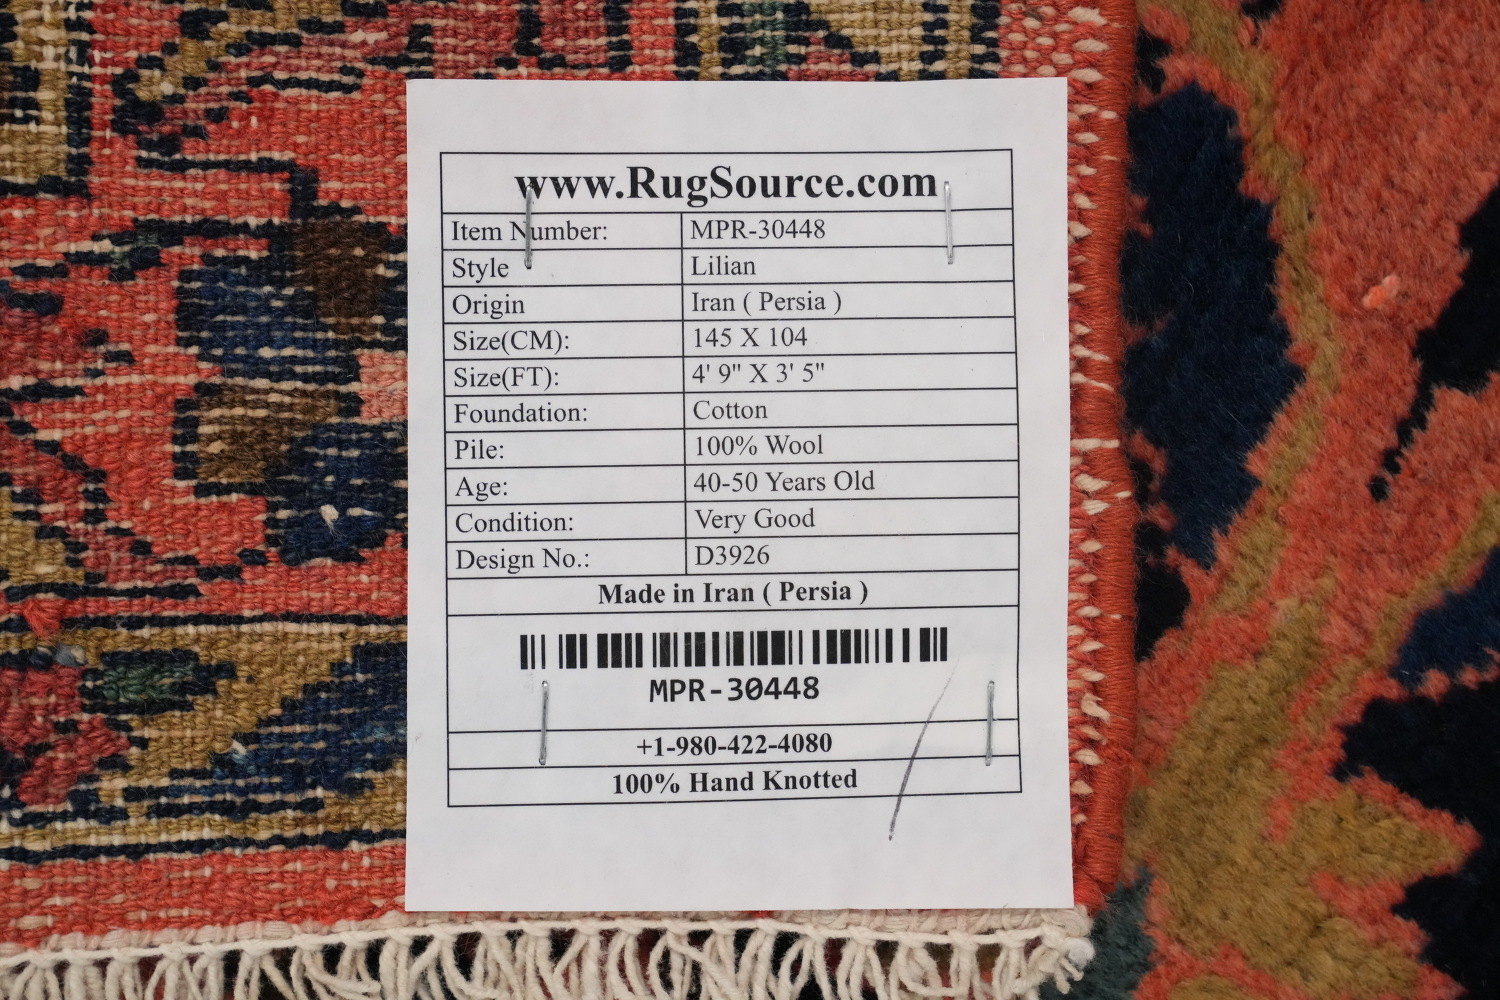 www.RugSource.com
Item Number: MPR-30448
Style Lilian
Origin Iran ( Persia )
Size(CM): 145 X 104
Size(FT): 4' 9" X 3' 5"
Foundation: Cotton
Pile: 100% Wool
Age: 40-50 Years Old
Condition: Very Good
Design No.: D3926
Made in Iran ( Persia )
MPR-30448
+1-980-422-4080
100% Hand Knotted